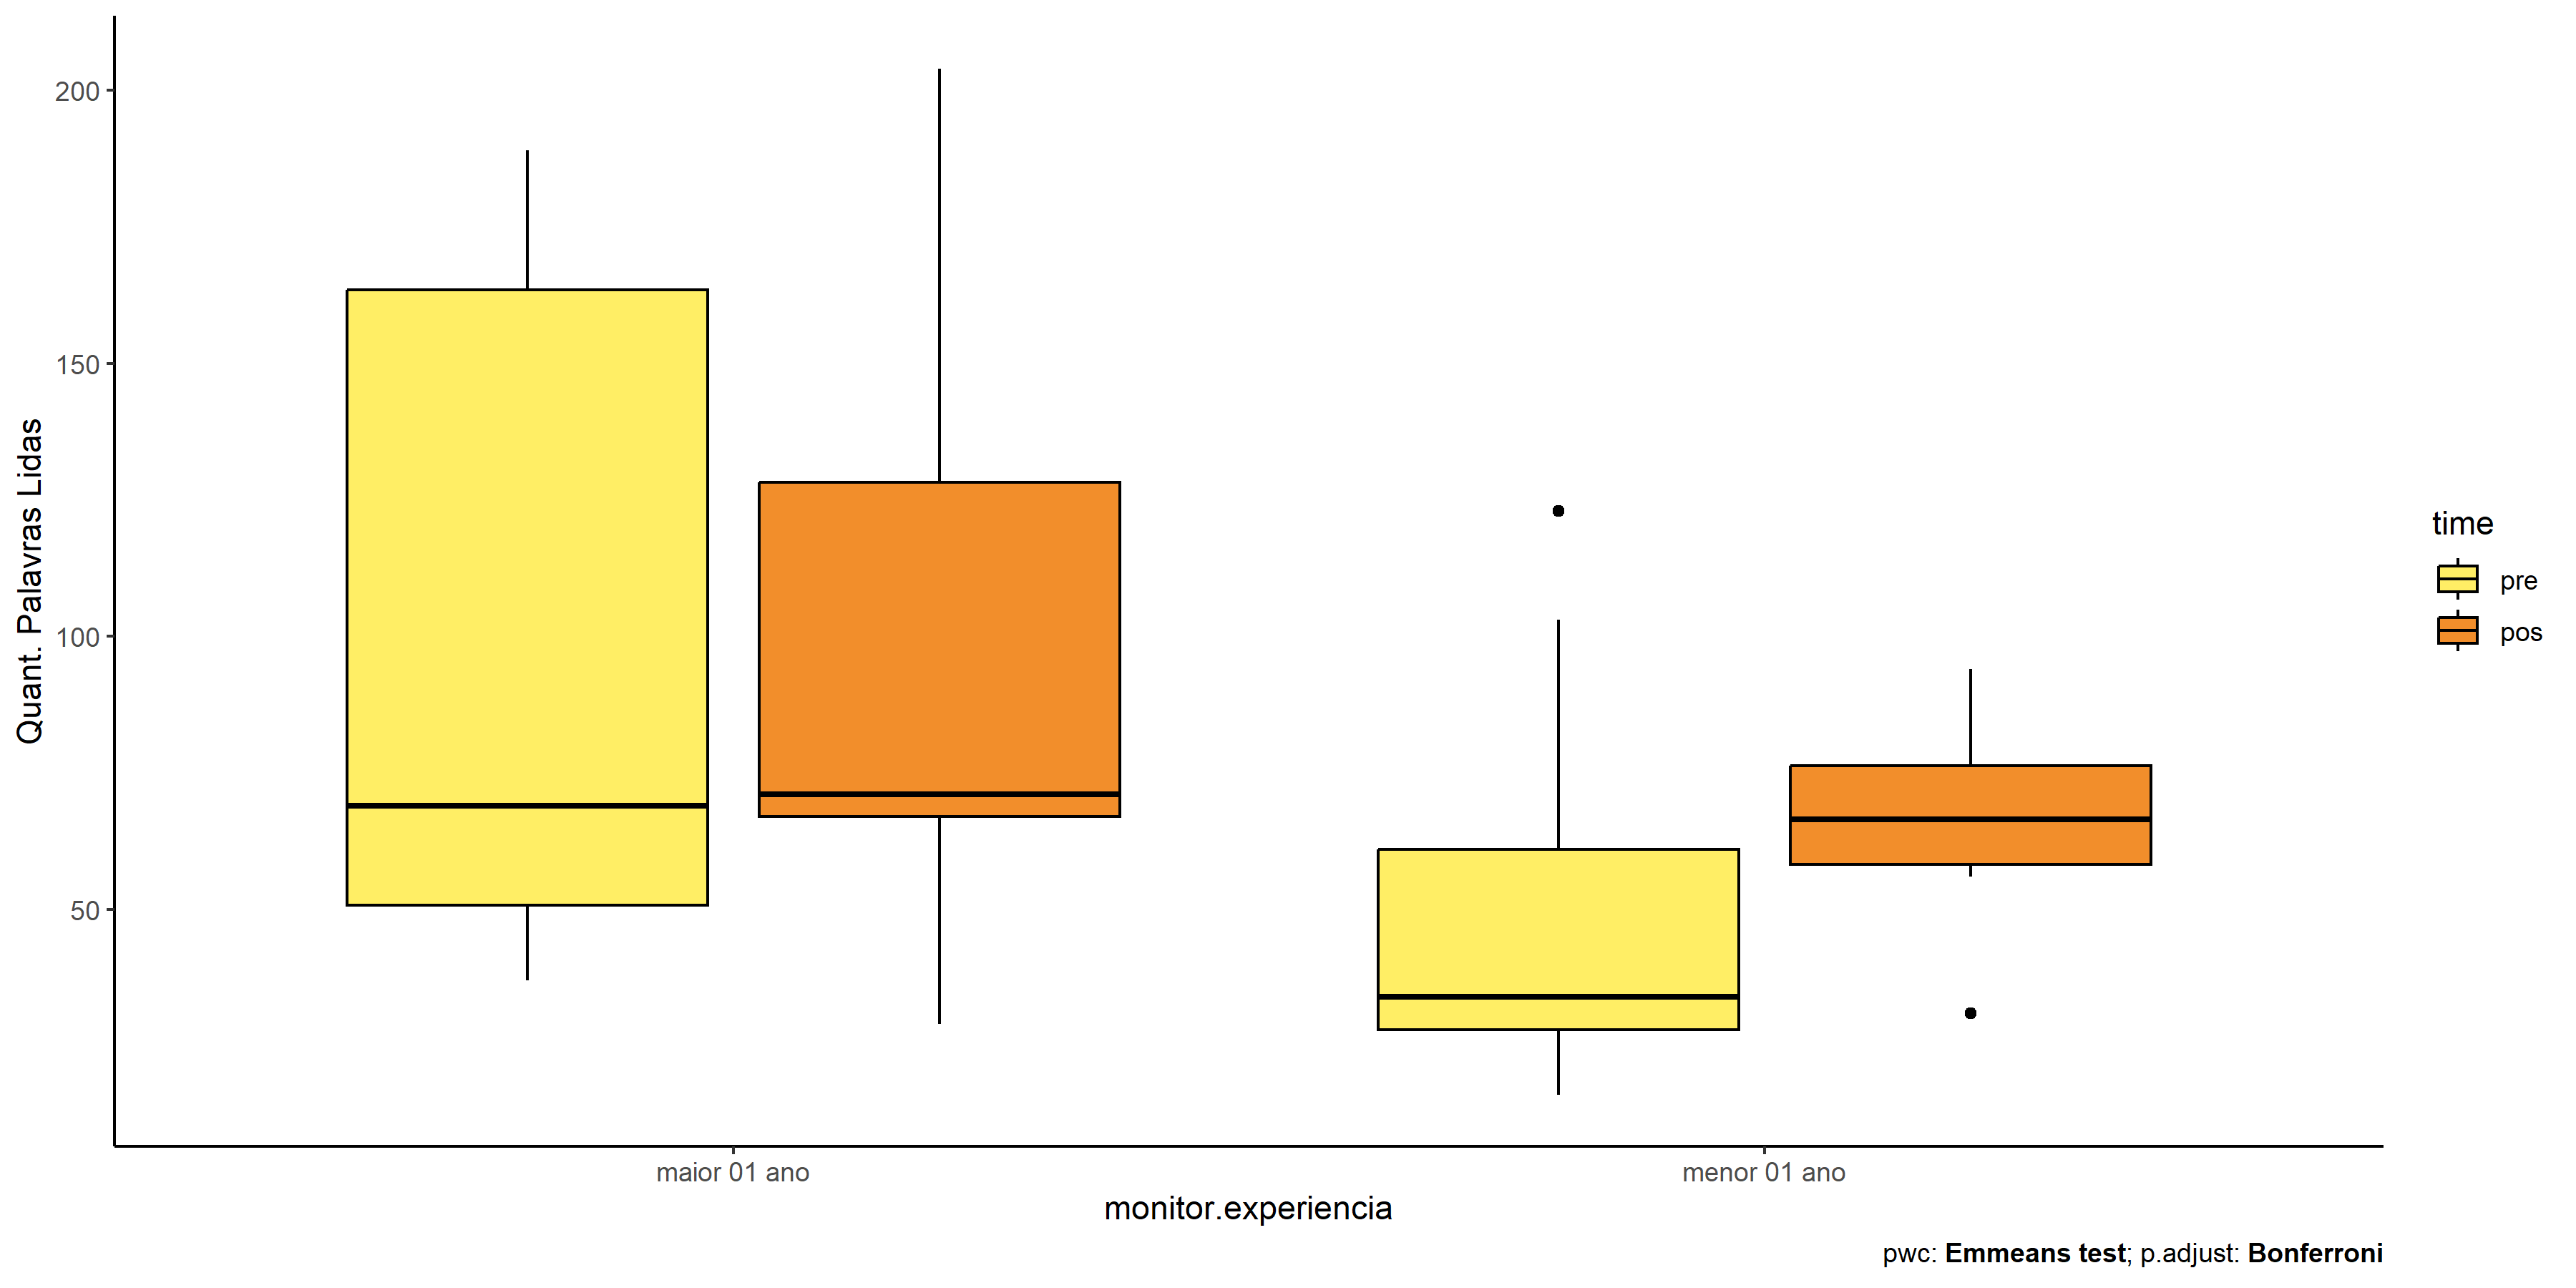 Quant. Palavras Lidas
200
150
100
50
maior 01 ano
menor 01 ano
monitor.experiencia
time
pre
pos
pwc: Emmeans test; p.adjust: Bonferroni